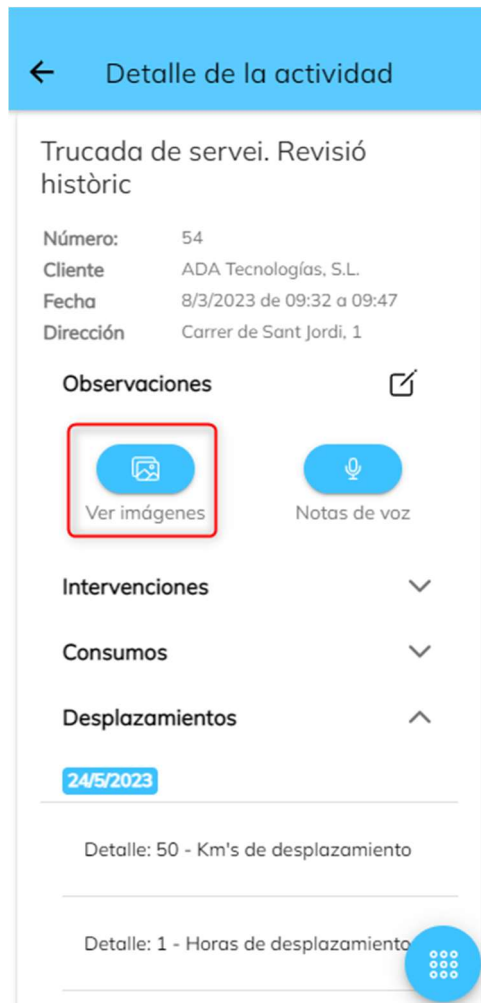 Detalle de la actividad
Trucada de servei. Revisió
històric
Número: 54
Cliente ADA Tecnologías, S.L.
Fecha 8/3/2023 de 09:32 a 09:47
Dirección Carrer de Sant Jordi, 1
Observaciones
Ver imágenes Notas de voz
Intervenciones
Consumos
Desplazamientos
24/5/2023
Detalle: 50 - Km's de desplazamiento
Detalle: 1 - Horas de desplazamiento